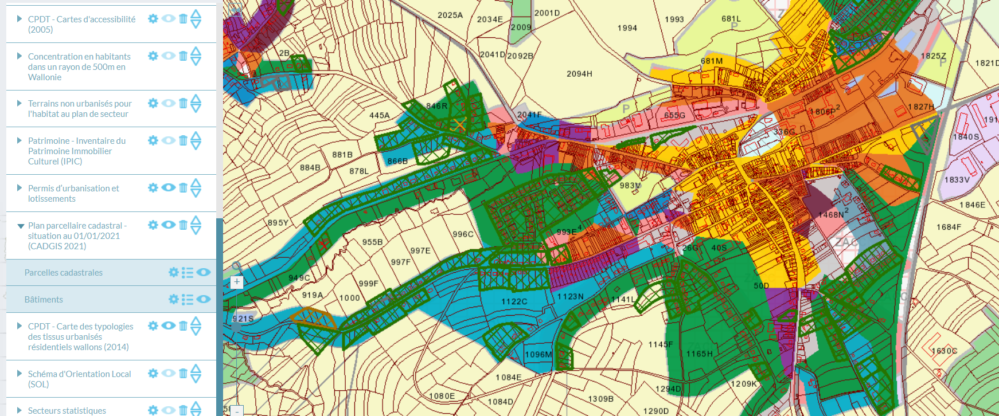 CPDT - Cartes d'accessibilité
(2005)
Concentration en habitants
dans un rayon de 500m en
Wallonie
Terrains non urbanisés pour
l'habitat au plan de secteur
Patrimoine - Inventaire du
Patrimoine Immobilier
Culturel (IPIC)
Permis d'urbanisation et
lotissements
Plan parcellaire cadastral -
situation au 01/01/2021
(CADGIS 2021)
Parcelles cadastrales
Bâtiments
CPDT - Carte des typologies
des tissus urbanisés
résidentiels wallons (2014)
Schéma d'Orientation Local
(SOL)
Secteurs statistiques
2025A
2034E
2001D
2009
1994
1993
681L
P
2B
2041D
2092B
2094H
681M
1825Z
P
1821D
846R
445A
2041F
P
655G
1806P2
1827H
336G
1840S
191
881B
884B
878L
866B
983V
1833V
1846E
895Y
996C
993E4
1468N2
1684F
955B
997E
997F
26G
40S
ZAC
949C
999F
919A
1000
50D
1122C
1123N
1141L
921S
1096M
1145F
1165H
1630C
1084E
1080E
1084D
1309B
1294D
1209K
1290D
+
-